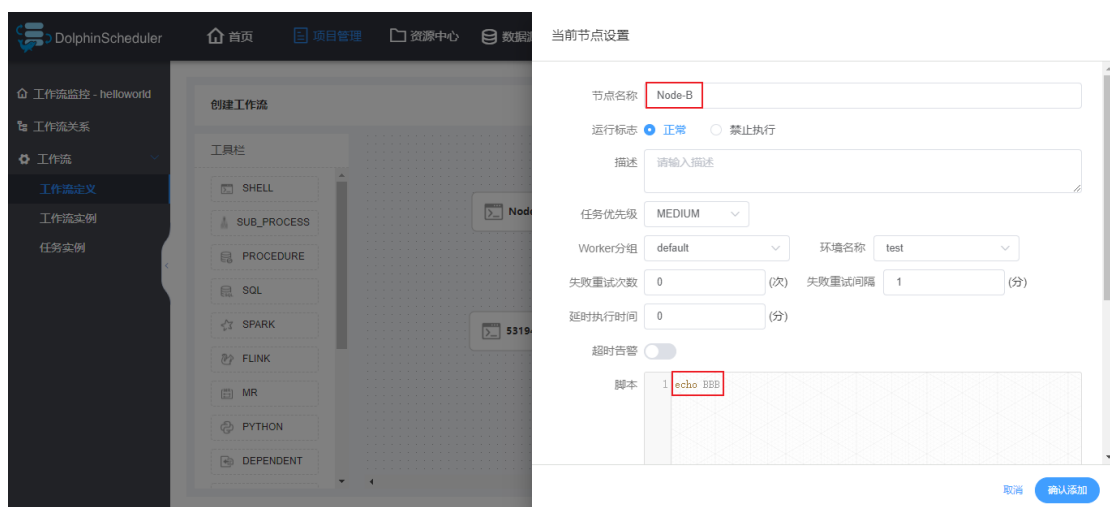 DolphinScheduler 首页 项目管理 资源中心 数据
当前节点设置
工作流监控 - helloworld
工作流关系
工作流
工作流定义
工作流实例
任务实例
创建工作流
工具栏
SHELL
SUB_PROCESS
PROCEDURE
SQL
SPARK
FLINK
MR
PYTHON
DEPENDENT
Node
5319
节点名称 Node-B
运行标志 正常 禁止执行
描述 请输入描述
任务优先级 MEDIUM
Worker分组 default 环境名称 test
失败重试次数 0 (次) 失败重试间隔 1 (分)
延时执行时间 0 (分)
超时告警
脚本 1 echo BBB
取消 确认添加